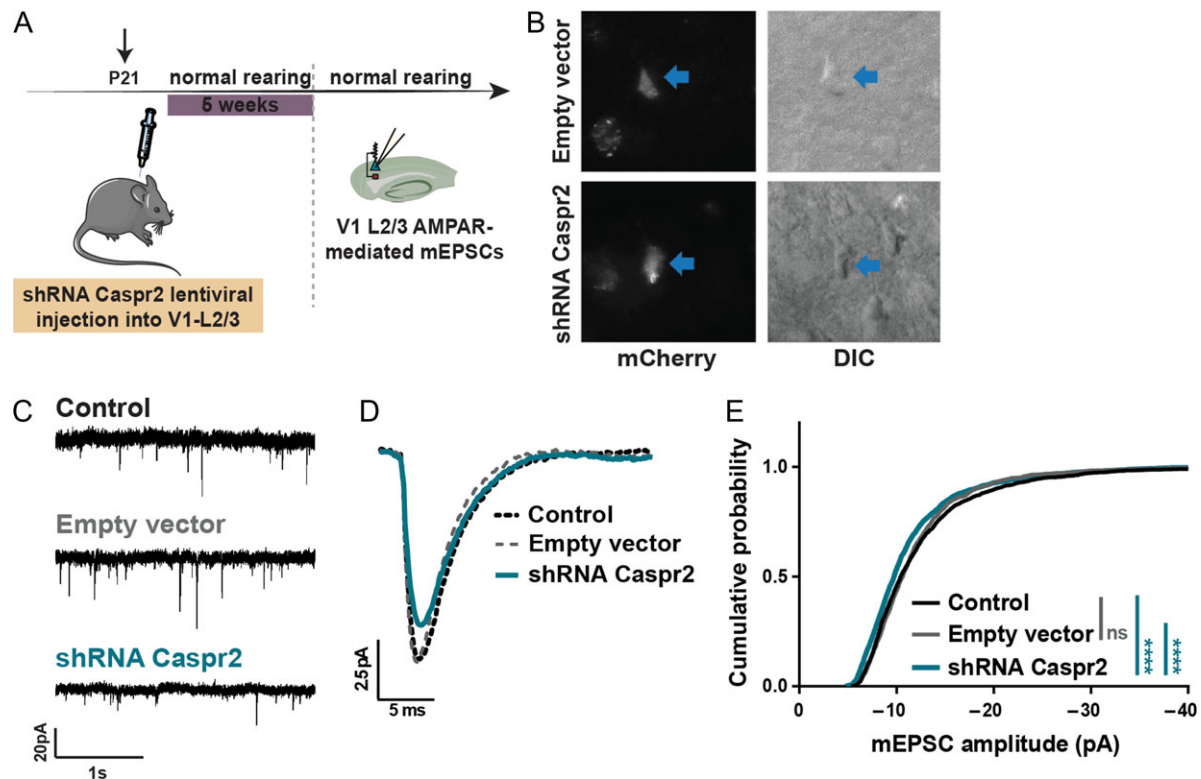 A
P21
normal rearing
normal rearing
5 weeks
V1 L2/3 AMPAR-
mediated mEPSCs
shRNA Caspr2 lentiviral
injection into V1-L2/3
B
Empty vector
shRNA Caspr2
mCherry
DIC
C
Control
Empty vector
shRNA Caspr2
20pA
1s
D
Control
Empty vector
shRNA Caspr2
2.5pA
5 ms
E
Cumulative probability
1.0
0.5
0.0
Control
Empty vector
shRNA Caspr2
ns
****
****
0
–10
–20
–30
–40
mEPSC amplitude (pA)